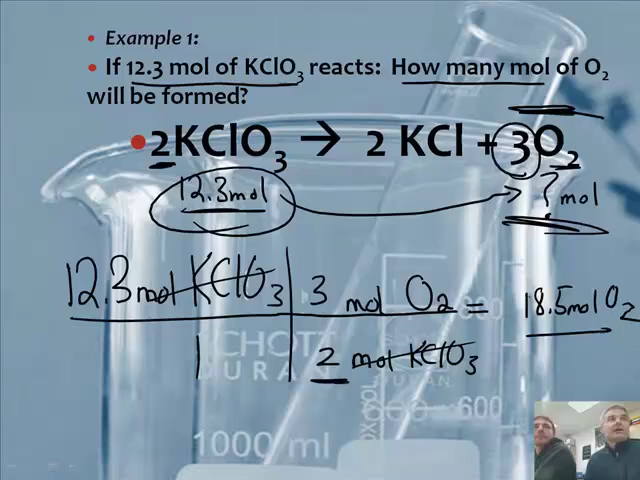 • Example 1:
• If 12.3 mol of KClO₃ reacts: How many mol of O₂
will be formed?
•2KClO₃ → 2 KCl + 3O₂
12.3mol ? mol
12.3 mol KClO₃ 3 mol O₂ = 18.5mol O₂
1 2 mol KClO₃
SCHOTT
DURAN
600
1000 ml